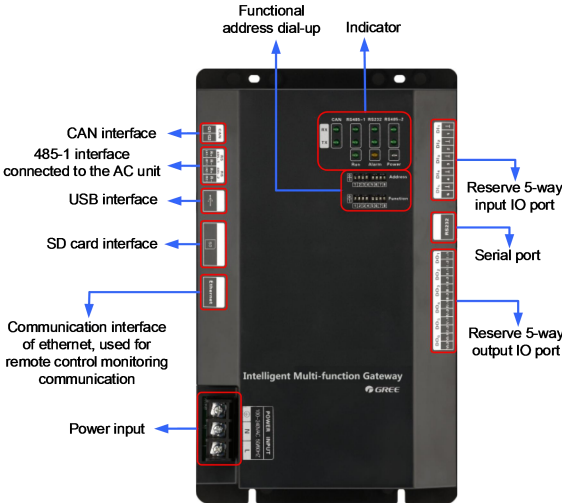 Functional
address dial-up
Indicator
CAN RS485-1 RS232 RS485-2
RX
TX
Run Alarm Power
Address
Function
CAN interface
485-1 interface
connected to the AC unit
USB interface
SD card interface
Ethernet
Communication interface
of ethernet, used for
remote control monitoring
communication
Power input
POWER INPUT
N
L
Reserve 5-way
input IO port
Serial port
Reserve 5-way
output IO port
Intelligent Multi-function Gateway
GREE